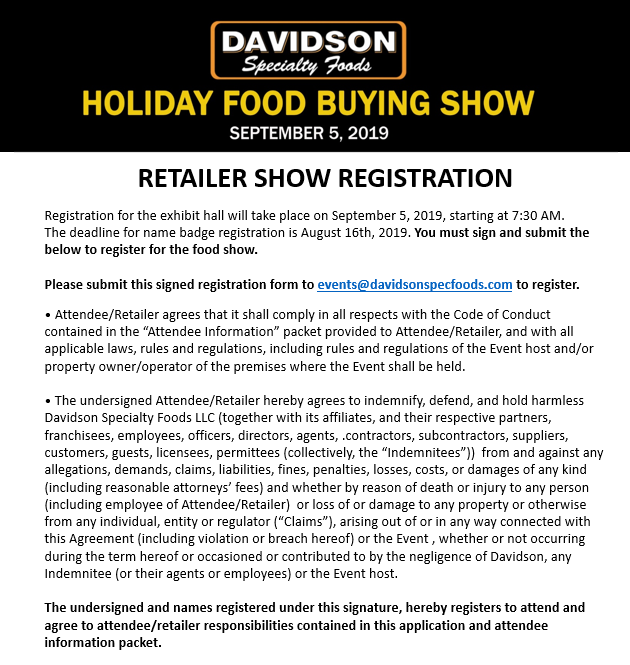 DAVIDSON
Specialty Foods
HOLIDAY FOOD BUYING SHOW
SEPTEMBER 5, 2019
RETAILER SHOW REGISTRATION
Registration for the exhibit hall will take place on September 5, 2019, starting at 7:30 AM.
The deadline for name badge registration is August 16th, 2019. You must sign and submit the
below to register for the food show.
Please submit this signed registration form to events@davidsonspecfoods.com to register.
• Attendee/Retailer agrees that it shall comply in all respects with the Code of Conduct
contained in the “Attendee Information” packet provided to Attendee/Retailer, and with all
applicable laws, rules and regulations, including rules and regulations of the Event host and/or
property owner/operator of the premises where the Event shall be held.
• The undersigned Attendee/Retailer hereby agrees to indemnify, defend, and hold harmless
Davidson Specialty Foods LLC (together with its affiliates, and their respective partners,
franchisees, employees, officers, directors, agents, .contractors, subcontractors, suppliers,
customers, guests, licensees, permittees (collectively, the “Indemnitees”))  from and against any
allegations, demands, claims, liabilities, fines, penalties, losses, costs, or damages of any kind
(including reasonable attorneys’ fees) and whether by reason of death or injury to any person
(including employee of Attendee/Retailer)  or loss of or damage to any property or otherwise
from any individual, entity or regulator (“Claims”), arising out of or in any way connected with
this Agreement (including violation or breach hereof) or the Event , whether or not occurring
during the term hereof or occasioned or contributed to by the negligence of Davidson, any
Indemnitee (or their agents or employees) or the Event host.
The undersigned and names registered under this signature, hereby registers to attend and
agree to attendee/retailer responsibilities contained in this application and attendee
information packet.